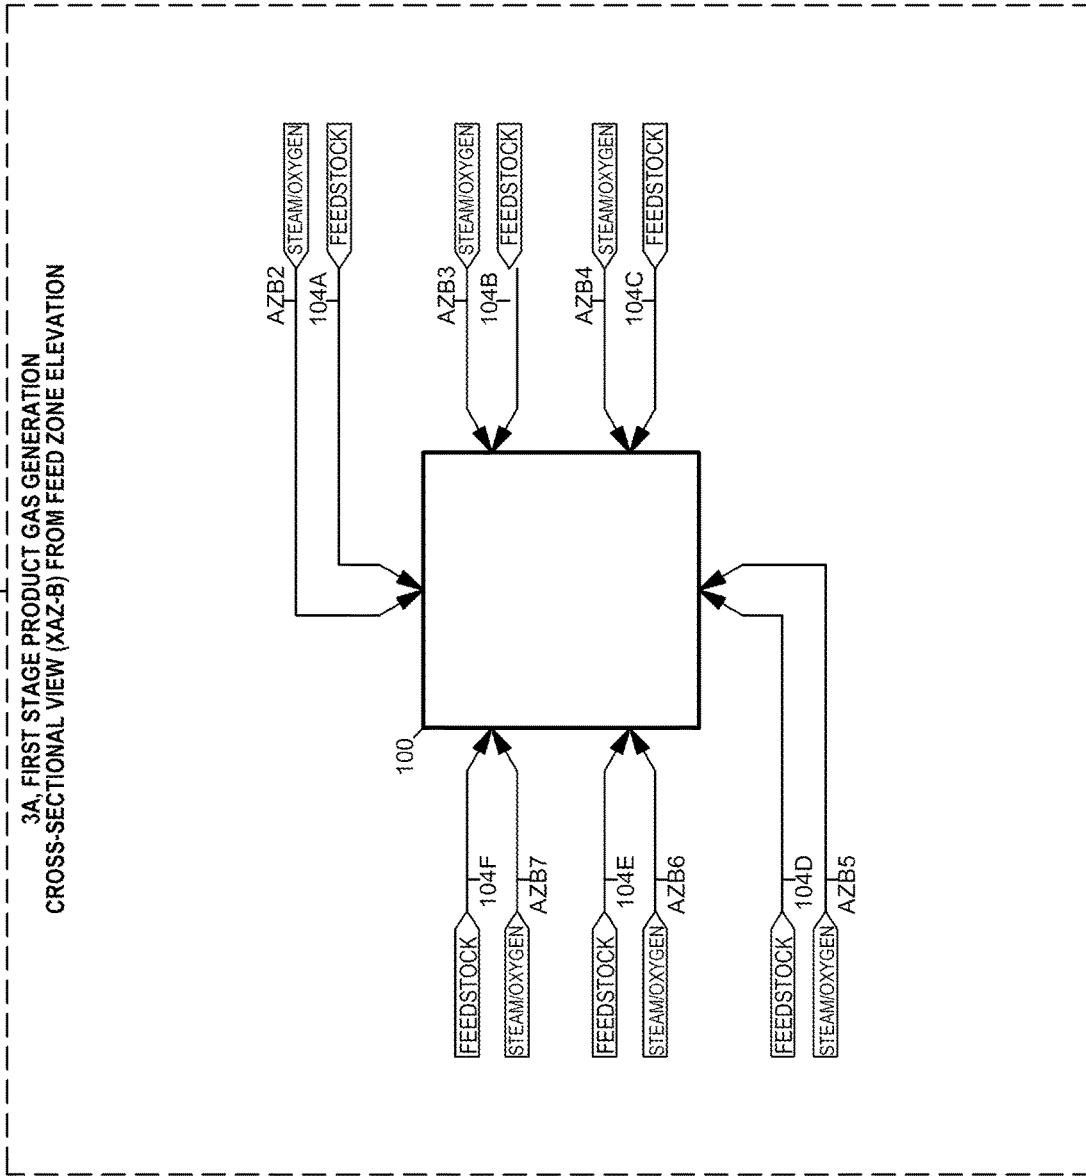 3A, FIRST STAGE PRODUCT GAS GENERATION
CROSS-SECTIONAL VIEW (XAZ-B) FROM FEED ZONE ELEVATION
AZB2
STEAM/OXYGEN
104A
FEEDSTOCK
AZB3
STEAM/OXYGEN
104B
FEEDSTOCK
AZB4
STEAM/OXYGEN
104C
FEEDSTOCK
100
FEEDSTOCK
104F
STEAM/OXYGEN
AZB7
FEEDSTOCK
104E
STEAM/OXYGEN
AZB6
FEEDSTOCK
104D
STEAM/OXYGEN
AZB5